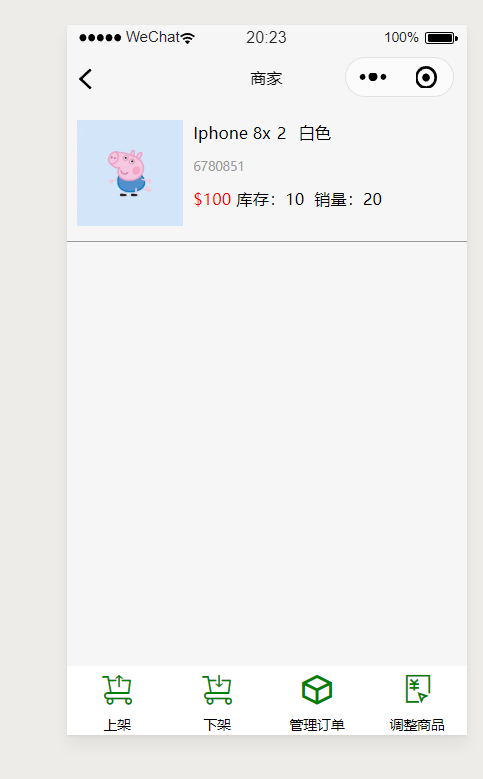 WeChat 20:23 100%
商家
Iphone 8x 2 白色
6780851
$100 库存：10 销量：20
上架 下架 管理订单 调整商品